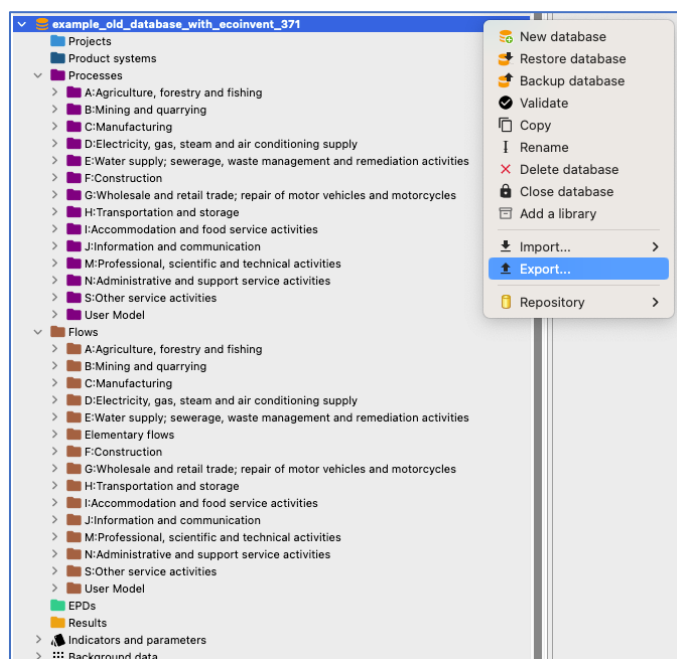 example_old_database_with_ecoinvent_371
Projects
Product systems
Processes
A:Agriculture, forestry and fishing
B:Mining and quarrying
C:Manufacturing
D:Electricity, gas, steam and air conditioning supply
E:Water supply; sewerage, waste management and remediation activities
F:Construction
G:Wholesale and retail trade; repair of motor vehicles and motorcycles
H:Transportation and storage
I:Accommodation and food service activities
J:Information and communication
M:Professional, scientific and technical activities
N:Administrative and support service activities
S:Other service activities
User Model
Flows
A:Agriculture, forestry and fishing
B:Mining and quarrying
C:Manufacturing
D:Electricity, gas, steam and air conditioning supply
E:Water supply; sewerage, waste management and remediation activities
Elementary flows
F:Construction
G:Wholesale and retail trade; repair of motor vehicles and motorcycles
H:Transportation and storage
I:Accommodation and food service activities
J:Information and communication
M:Professional, scientific and technical activities
N:Administrative and support service activities
S:Other service activities
User Model
EPDs
Results
Indicators and parameters
Background data
New database
Restore database
Backup database
Validate
Copy
Rename
Delete database
Close database
Add a library
Import...
Export...
Repository